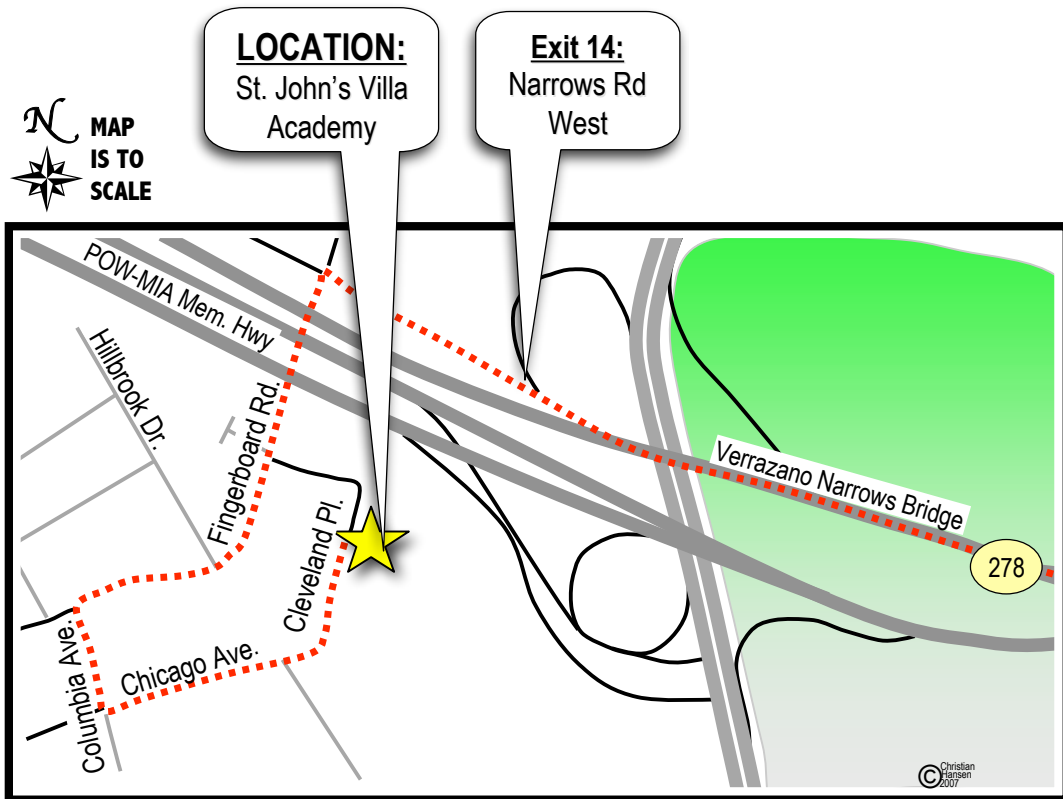 LOCATION:
St. John's Villa
Academy
Exit 14:
Narrows Rd
West
N
MAP
IS TO
SCALE
POW-MIA Mem. Hwy
Hillbrook Dr.
Fingerboard Rd.
Cleveland Pl.
Verrazano Narrows Bridge
278
Columbia Ave.
Chicago Ave.
© Christian
Hansen
2007